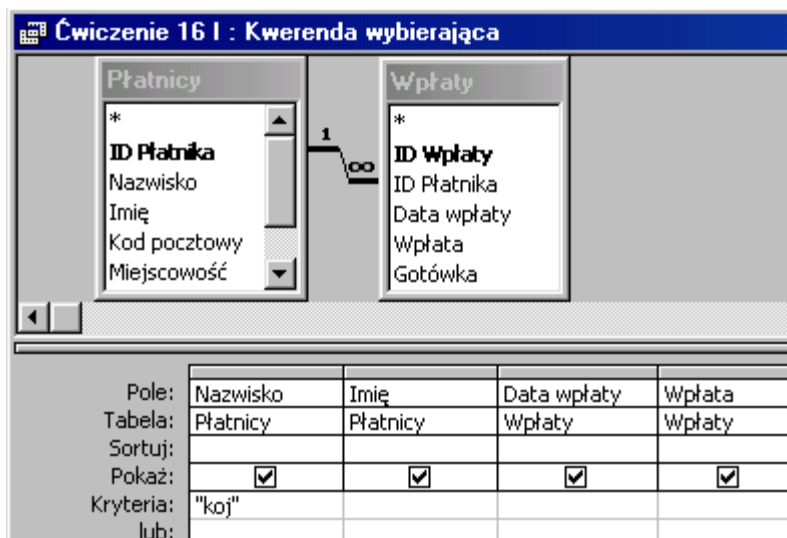 Ćwiczenie 16 I : Kwerenda wybierająca
Płatnicy
*
ID Płatnika
Nazwisko
Imię
Kod pocztowy
Miejscowość
1
∞
Wpłaty
*
ID Wpłaty
ID Płatnika
Data wpłaty
Wpłata
Gotówka
Pole: Nazwisko Imię Data wpłaty Wpłata
Tabela: Płatnicy Płatnicy Wpłaty Wpłaty
Sortuj:
Pokaż:
Kryteria: "koj"
lub: